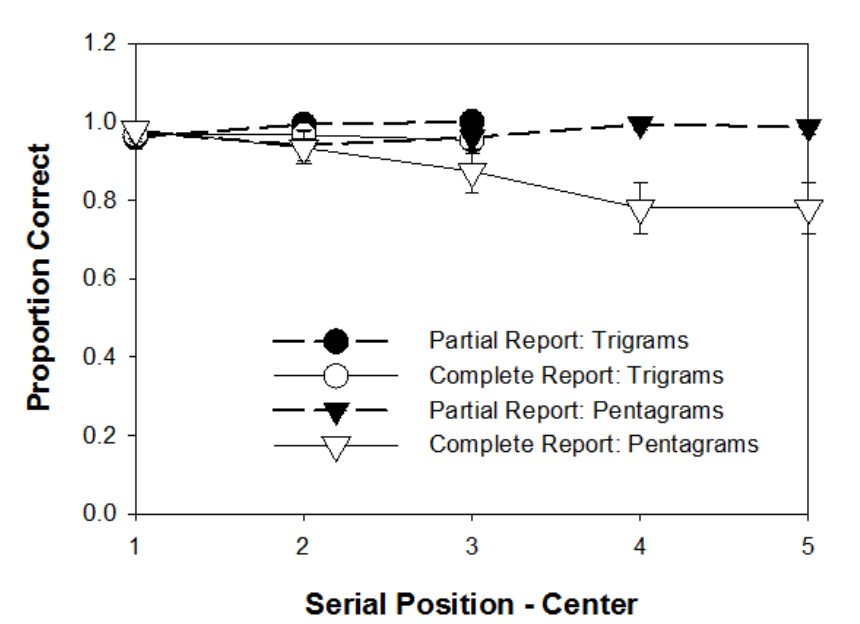 1.2
1.0
0.8
0.6
0.4
0.2
0.0
Proportion Correct
Partial Report: Trigrams
Complete Report: Trigrams
Partial Report: Pentagrams
Complete Report: Pentagrams
1 2 3 4 5
Serial Position - Center